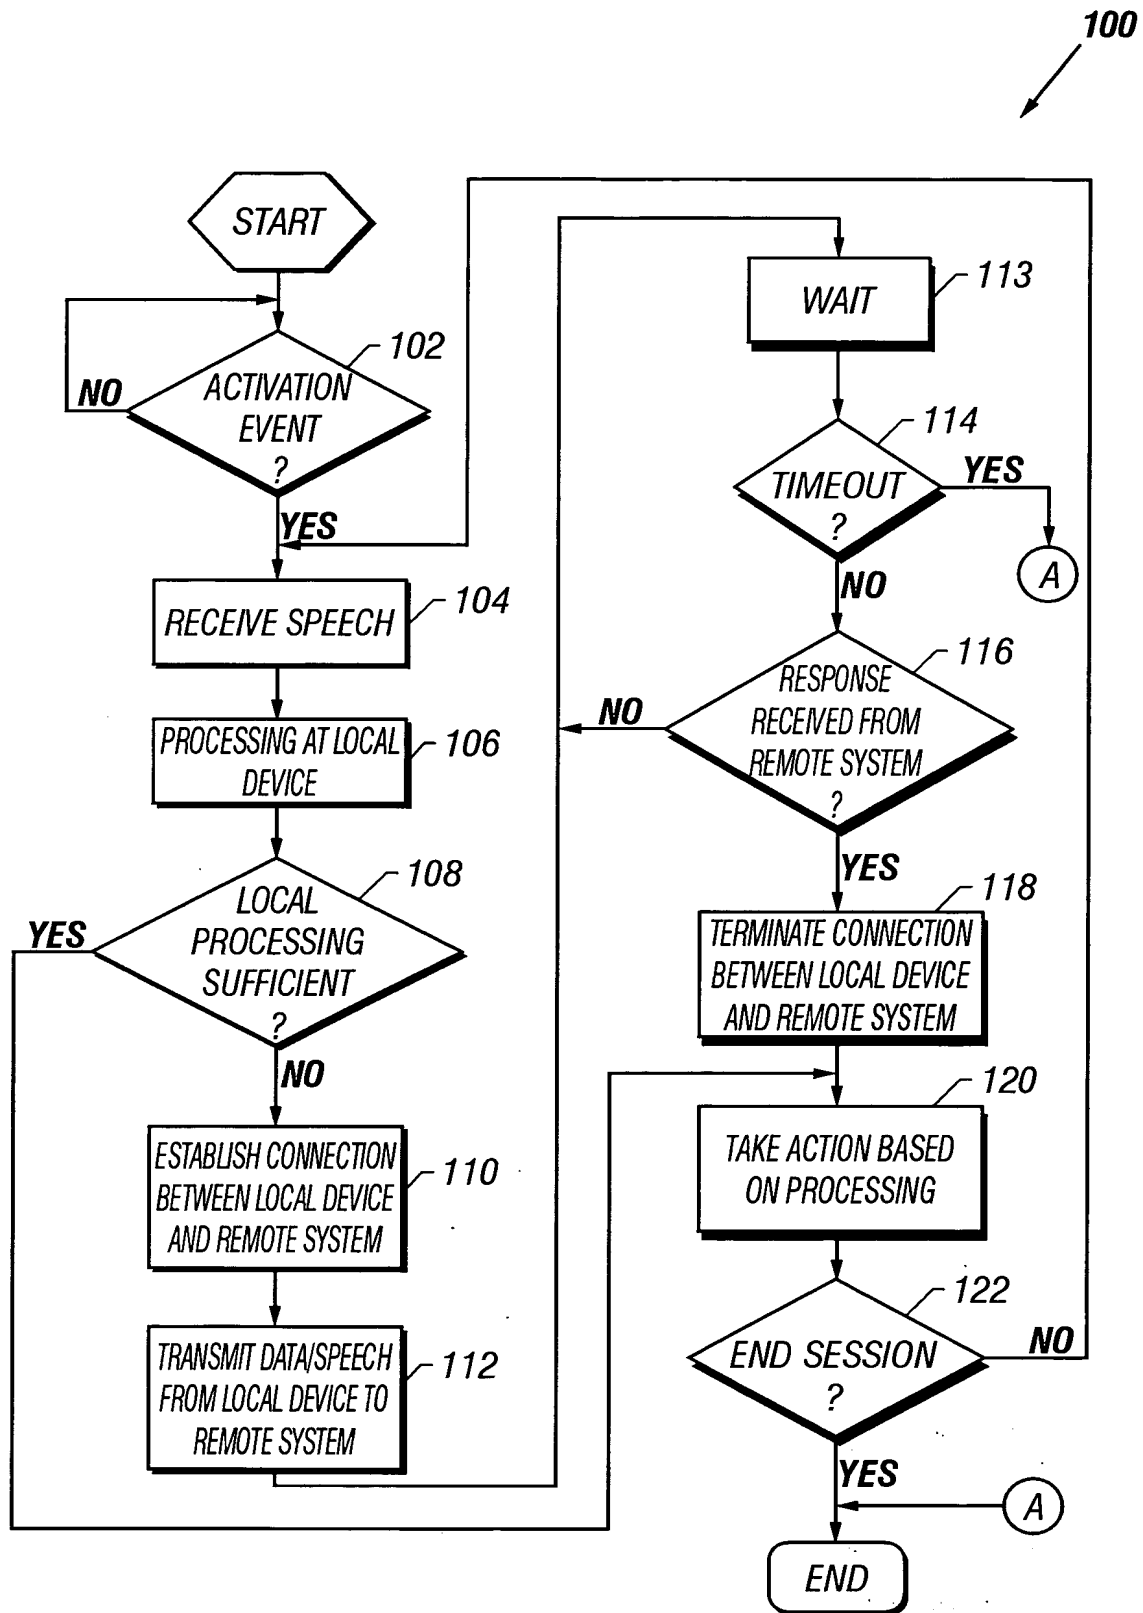 100
START
102
ACTIVATION
EVENT
?
NO
YES
RECEIVE SPEECH
104
PROCESSING AT LOCAL
DEVICE
106
108
LOCAL
PROCESSING
SUFFICIENT
?
YES
NO
ESTABLISH CONNECTION
BETWEEN LOCAL DEVICE
AND REMOTE SYSTEM
110
TRANSMIT DATA/SPEECH
FROM LOCAL DEVICE TO
REMOTE SYSTEM
112
WAIT
113
114
TIMEOUT
?
YES
A
NO
116
RESPONSE
RECEIVED FROM
REMOTE SYSTEM
?
NO
YES
118
TERMINATE CONNECTION
BETWEEN LOCAL DEVICE
AND REMOTE SYSTEM
120
TAKE ACTION BASED
ON PROCESSING
122
END SESSION
?
NO
YES
A
END